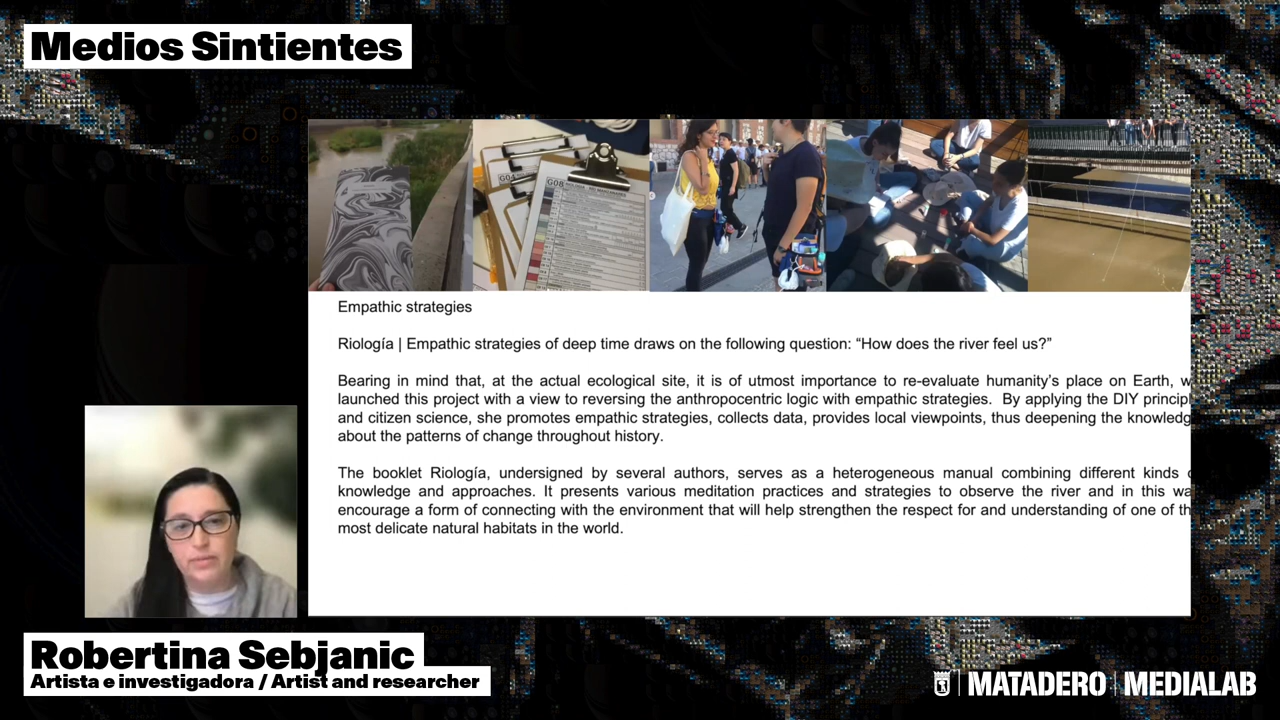 Medios Sintientes
G04
G08
Empathic strategies
Riología | Empathic strategies of deep time draws on the following question: “How does the river feel us?”
Bearing in mind that, at the actual ecological site, it is of utmost importance to re-evaluate humanity’s place on Earth, w
launched this project with a view to reversing the anthropocentric logic with empathic strategies. By applying the DIY principl
and citizen science, she promotes empathic strategies, collects data, provides local viewpoints, thus deepening the knowledg
about the patterns of change throughout history.
The booklet Riología, undersigned by several authors, serves as a heterogeneous manual combining different kinds o
knowledge and approaches. It presents various meditation practices and strategies to observe the river and in this wa
encourage a form of connecting with the environment that will help strengthen the respect for and understanding of one of th
most delicate natural habitats in the world.
Robertina Sebjanic
Artista e investigadora / Artist and researcher
MATADERO | MEDIALAB